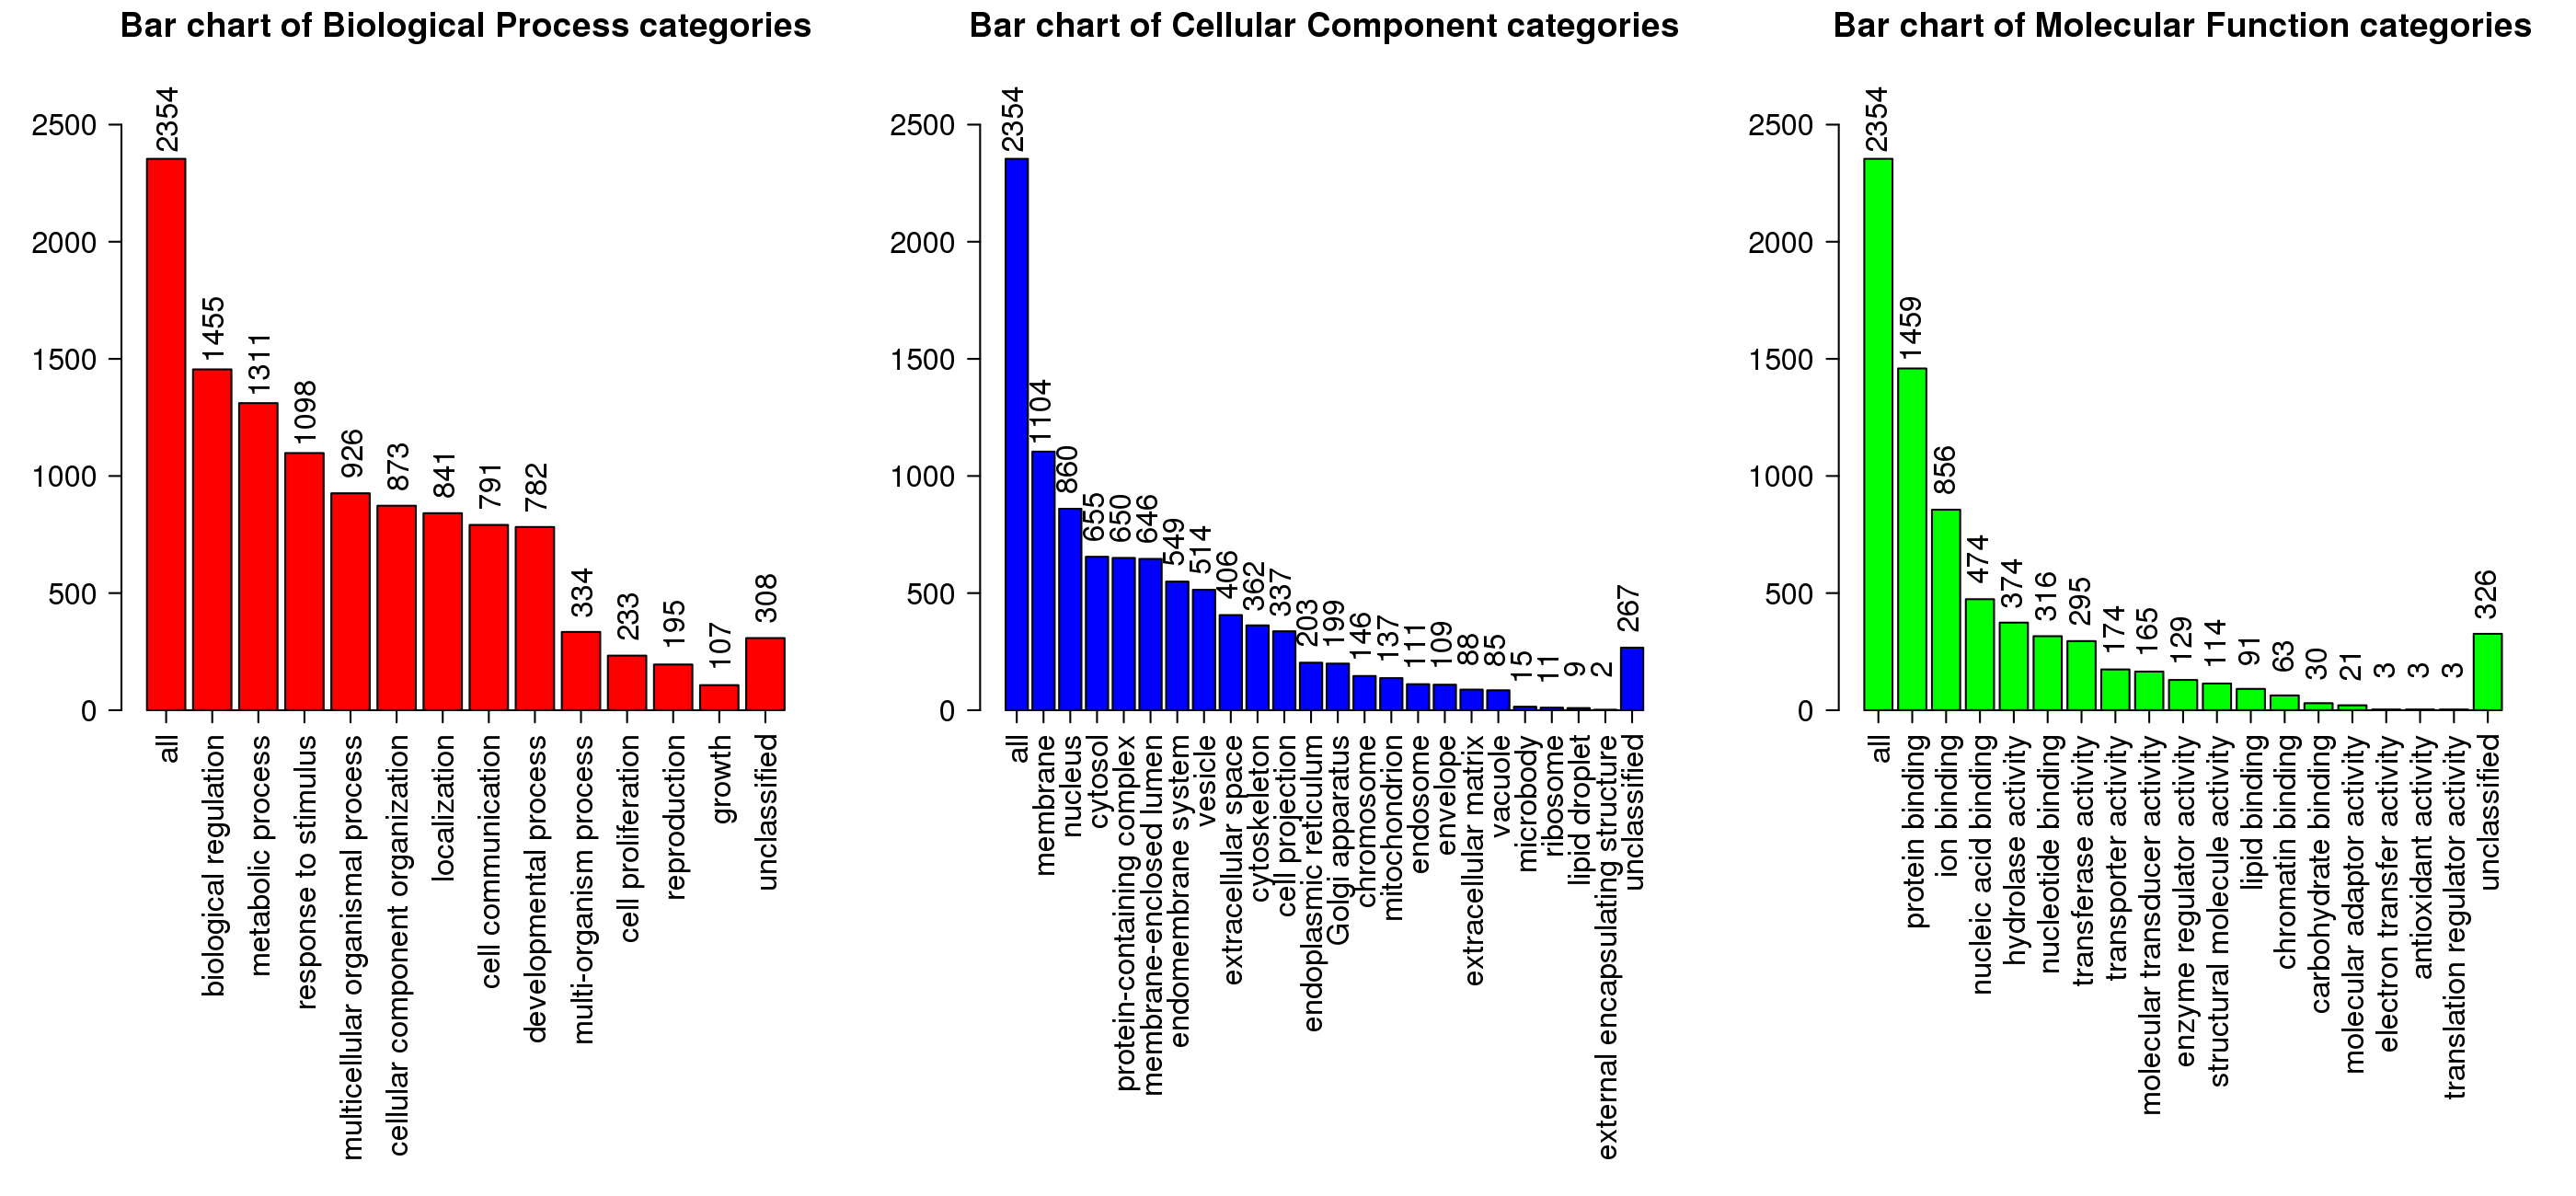 Bar chart of Biological Process categories
2500
2000
1500
1000
500
0
2354
1455
1311
1098
926
873
841
791
782
334
233
195
107
308
all
biological regulation
metabolic process
response to stimulus
multicellular organismal process
cellular component organization
localization
cell communication
developmental process
multi-organism process
cell proliferation
reproduction
growth
unclassified
Bar chart of Cellular Component categories
2500
2000
1500
1000
500
0
2354
1104
860
655
650
646
549
514
406
362
337
203
199
146
137
111
109
88
85
15
11
9
2
267
all
membrane
nucleus
cytosol
protein-containing complex
membrane-enclosed lumen
endomembrane system
vesicle
extracellular space
cytoskeleton
cell projection
endoplasmic reticulum
Golgi apparatus
chromosome
mitochondrion
endosome
envelope
extracellular matrix
vacuole
microbody
ribosome
lipid droplet
external encapsulating structure
unclassified
Bar chart of Molecular Function categories
2500
2000
1500
1000
500
0
2354
1459
856
474
374
316
295
174
165
129
114
91
63
30
21
3
3
3
326
all
protein binding
ion binding
nucleic acid binding
hydrolase activity
nucleotide binding
transferase activity
transporter activity
molecular transducer activity
enzyme regulator activity
structural molecule activity
lipid binding
chromatin binding
carbohydrate binding
molecular adaptor activity
electron transfer activity
antioxidant activity
translation regulator activity
unclassified